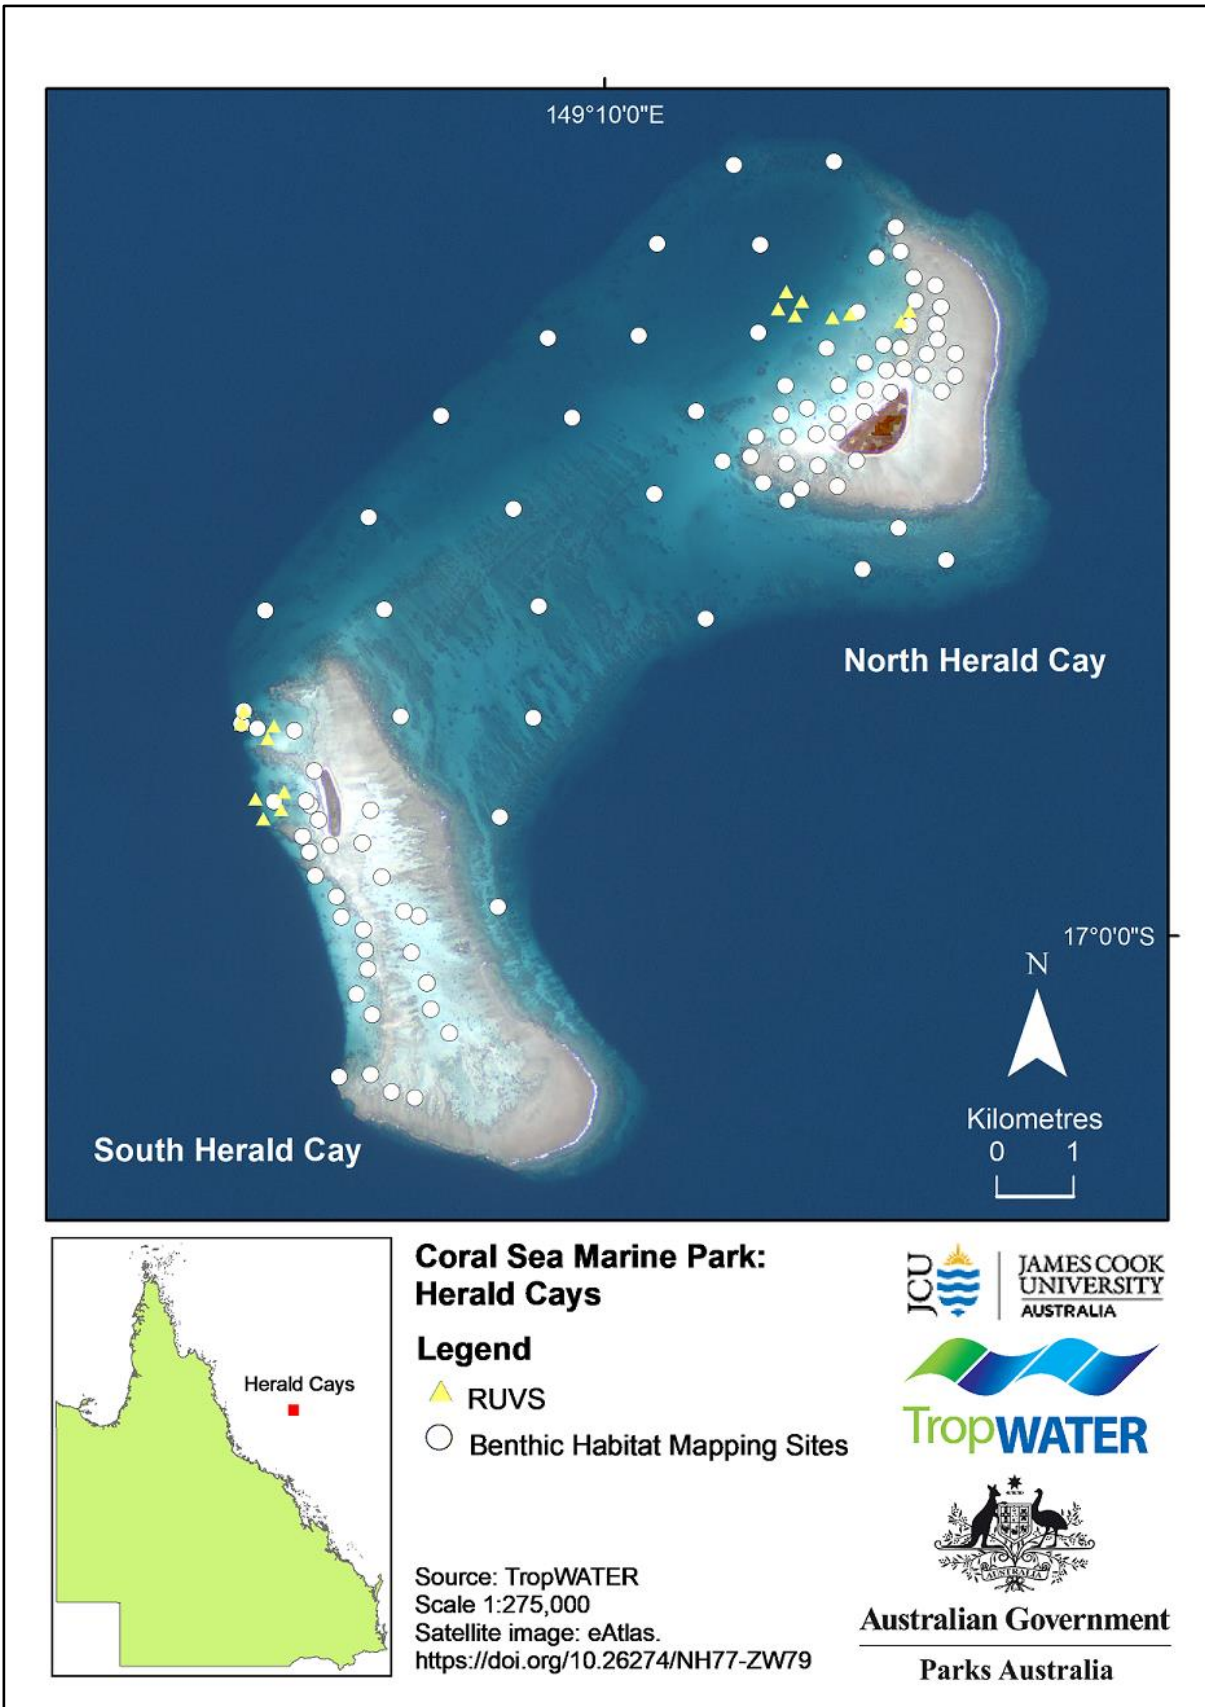 149°10'0"E
North Herald Cay
17°0'0"S
N
Kilometres
0 1
South Herald Cay
Herald Cays
Coral Sea Marine Park:
Herald Cays
Legend
RUVS
Benthic Habitat Mapping Sites
Source: TropWATER
Scale 1:275,000
Satellite image: eAtlas.
https://doi.org/10.26274/NH77-ZW79
JCU
JAMES COOK
UNIVERSITY
AUSTRALIA
TropWATER
AUSTRALIA
Australian Government
Parks Australia